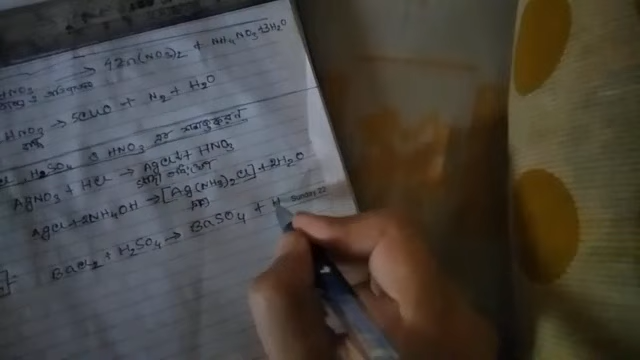 HNO3 → 4Zn(NO3)2 + NH4NO3+3H2O
HNO3 → 5CuO + N2 + H2O
H2SO4 ও HNO3 এর সনাক্তকরণ
AgNO3 + HCl → AgCl + HNO3
AgCl+2NH4OH → [Ag(NH3)2Cl] + 2H2O
Sunday 22
BaCl2 + H2SO4 → BaSO4 + H